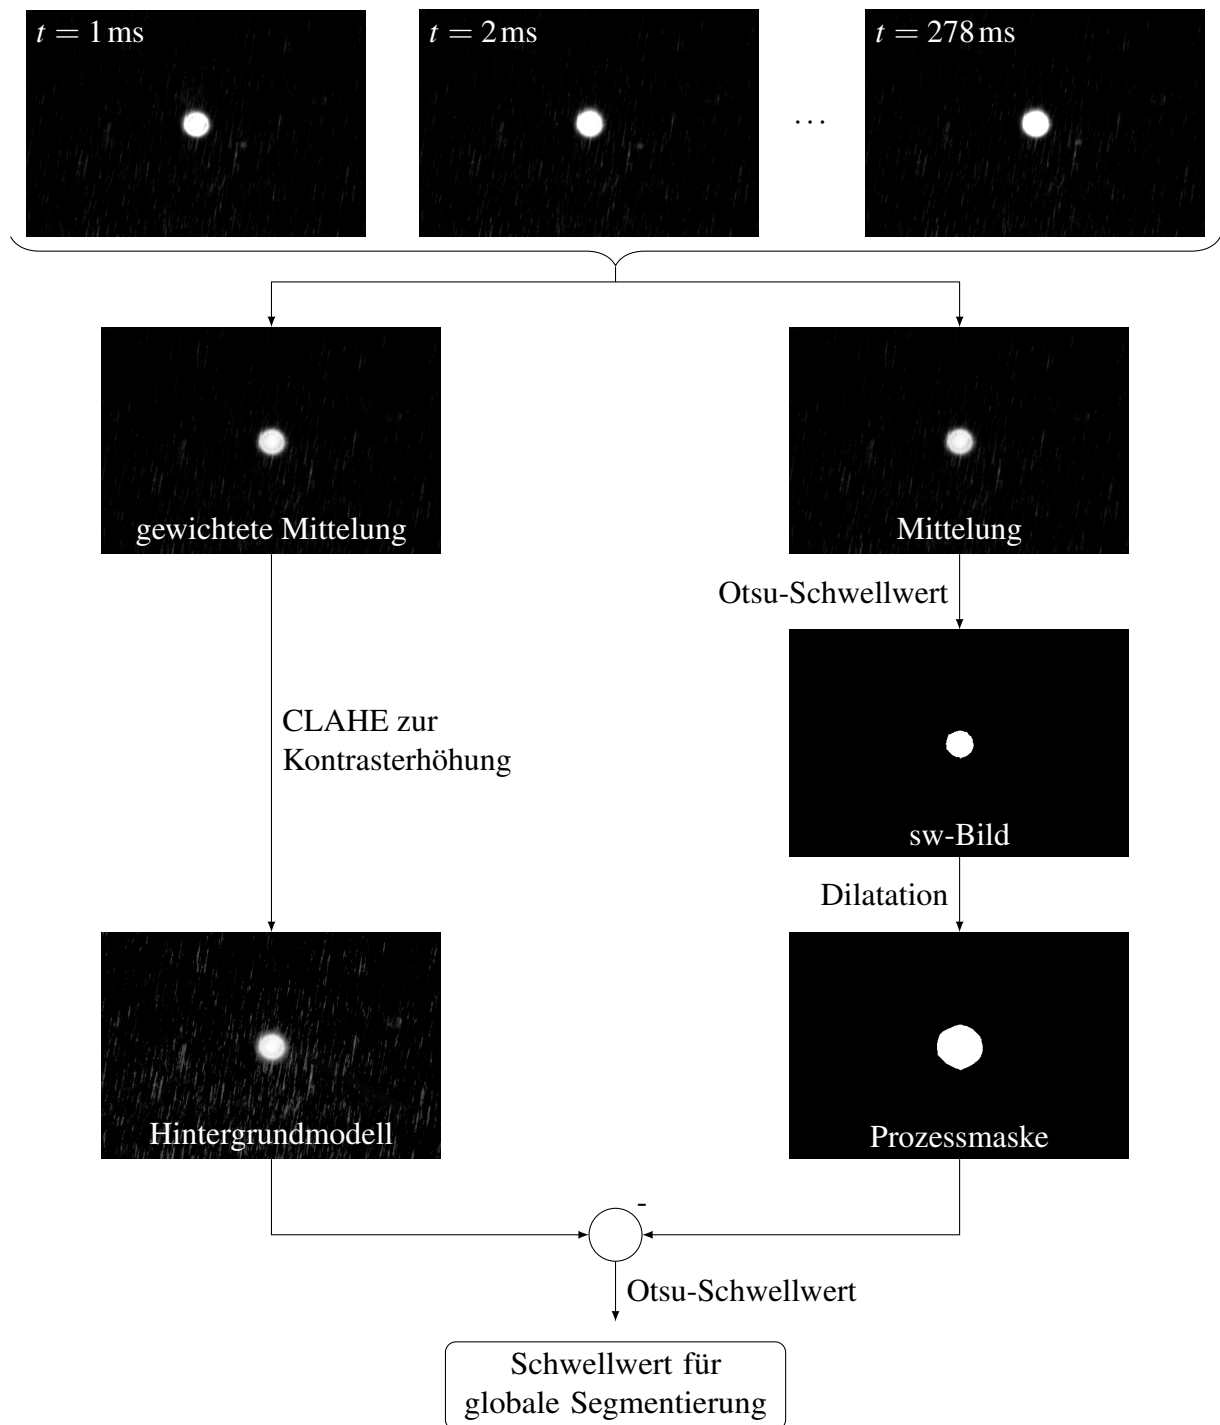 t = 1 ms
t = 2 ms
...
t = 278 ms
gewichtete Mittelung
Mittelung
Otsu-Schwellwert
CLAHE zur
Kontrasterhöhung
sw-Bild
Dilatation
Hintergrundmodell
Prozessmaske
-
Otsu-Schwellwert
Schwellwert für
globale Segmentierung